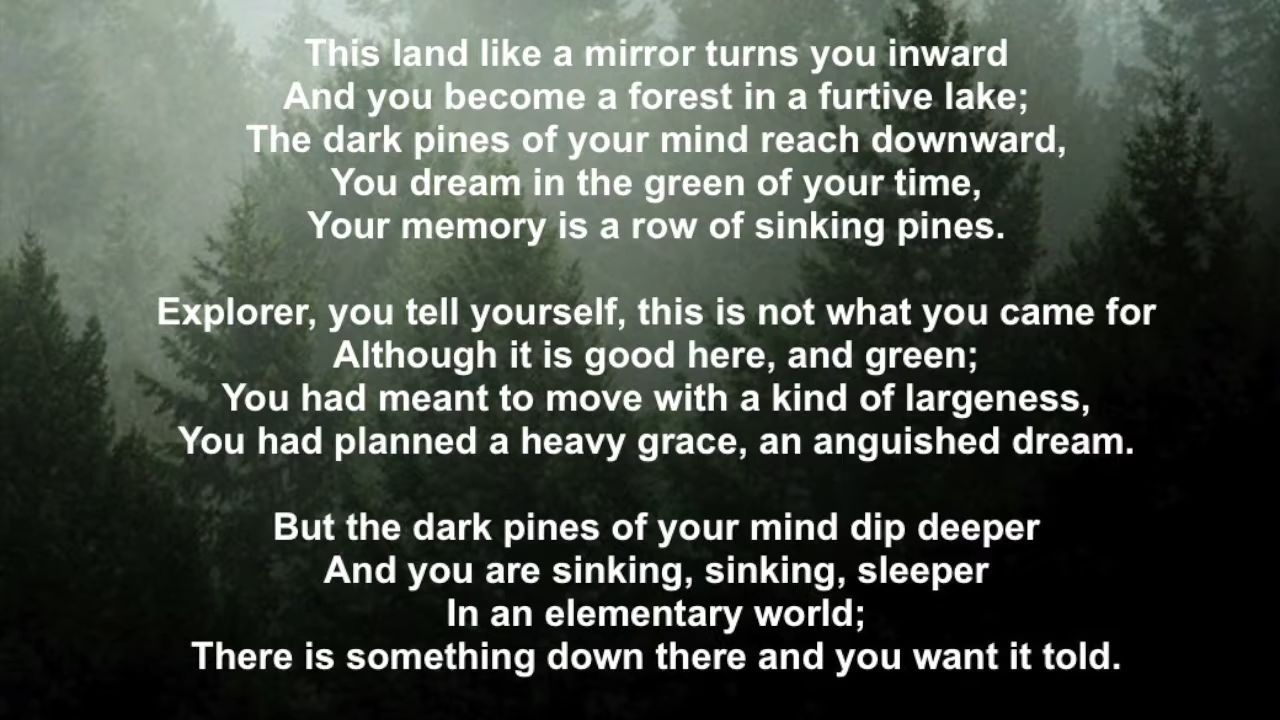 This land like a mirror turns you inward
And you become a forest in a furtive lake;
The dark pines of your mind reach downward,
You dream in the green of your time,
Your memory is a row of sinking pines.
Explorer, you tell yourself, this is not what you came for
Although it is good here, and green;
You had meant to move with a kind of largeness,
You had planned a heavy grace, an anguished dream.
But the dark pines of your mind dip deeper
And you are sinking, sinking, sleeper
In an elementary world;
There is something down there and you want it told.